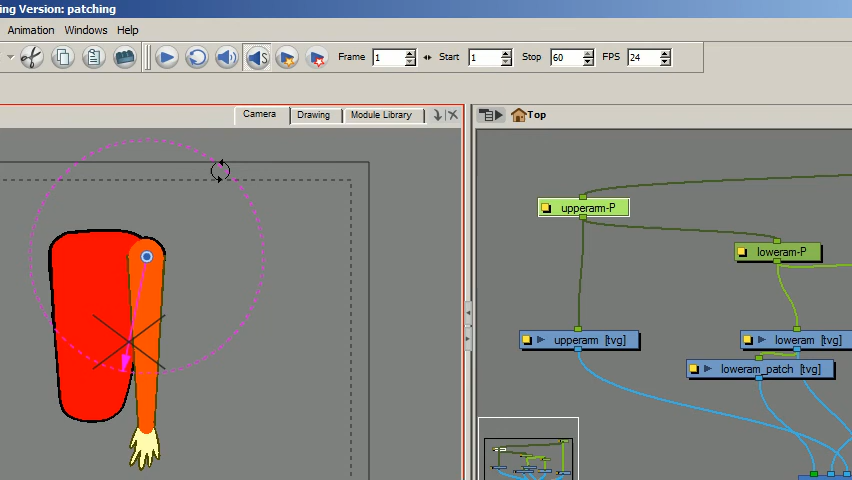 ing Version: patching
Animation Windows Help
Frame 1 Start 1 Stop 60 FPS 24
Camera Drawing Module Library
Top
upperarm-P
loweram-P
upperam [tvg]
loweram [tvg]
loweram_patch [tvg]